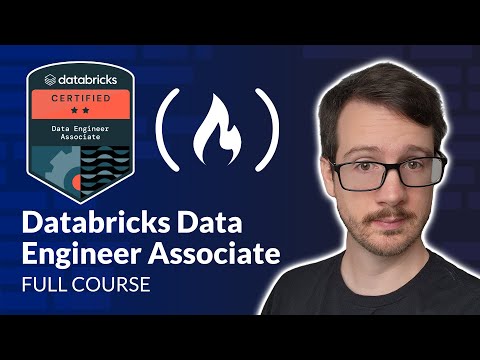 databricks
CERTIFIED
Data Engineer
Associate
Databricks Data
Engineer Associate
FULL COURSE